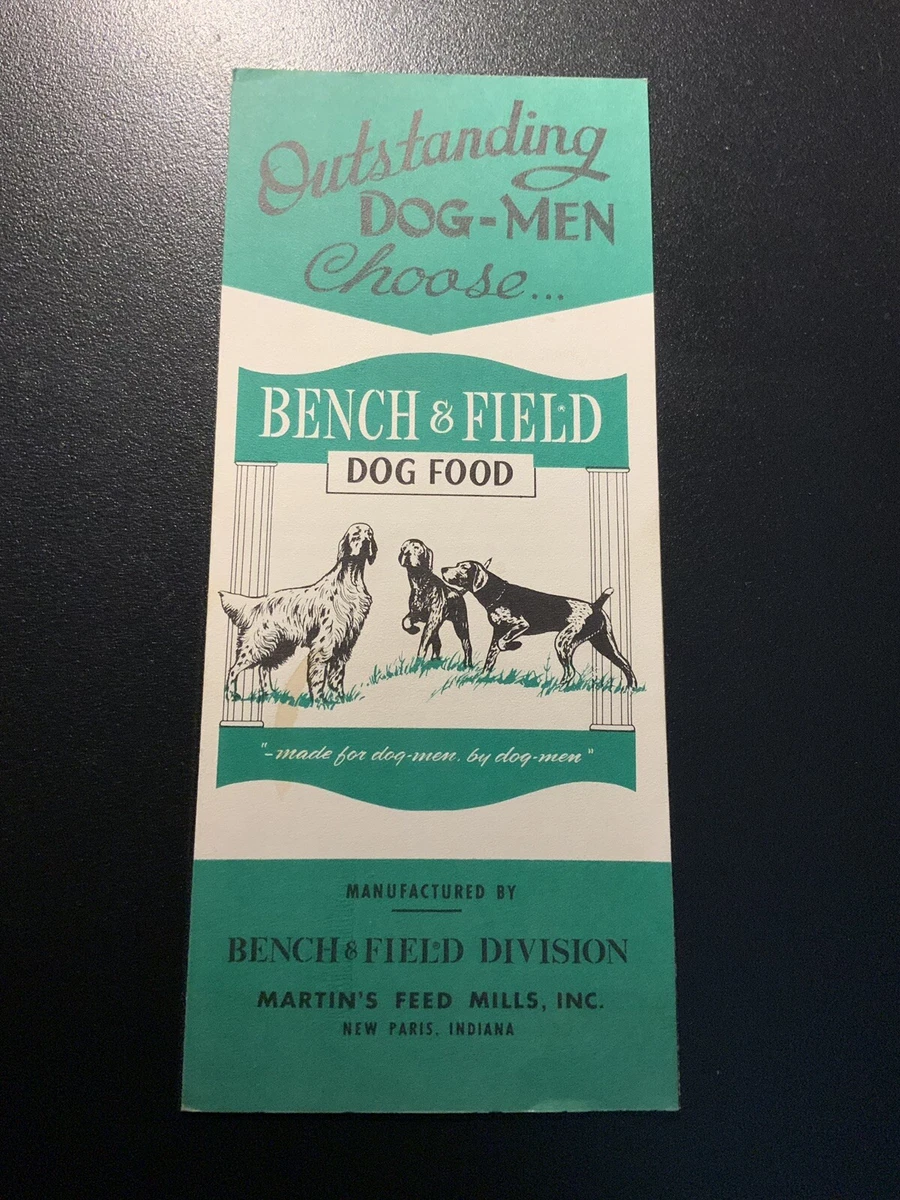 Outstanding
DOG-MEN
Choose...
BENCH & FIELD®
DOG FOOD
"-made for dog-men, by dog-men"
MANUFACTURED BY
BENCH & FIELD® DIVISION
MARTIN'S FEED MILLS, INC.
NEW PARIS, INDIANA